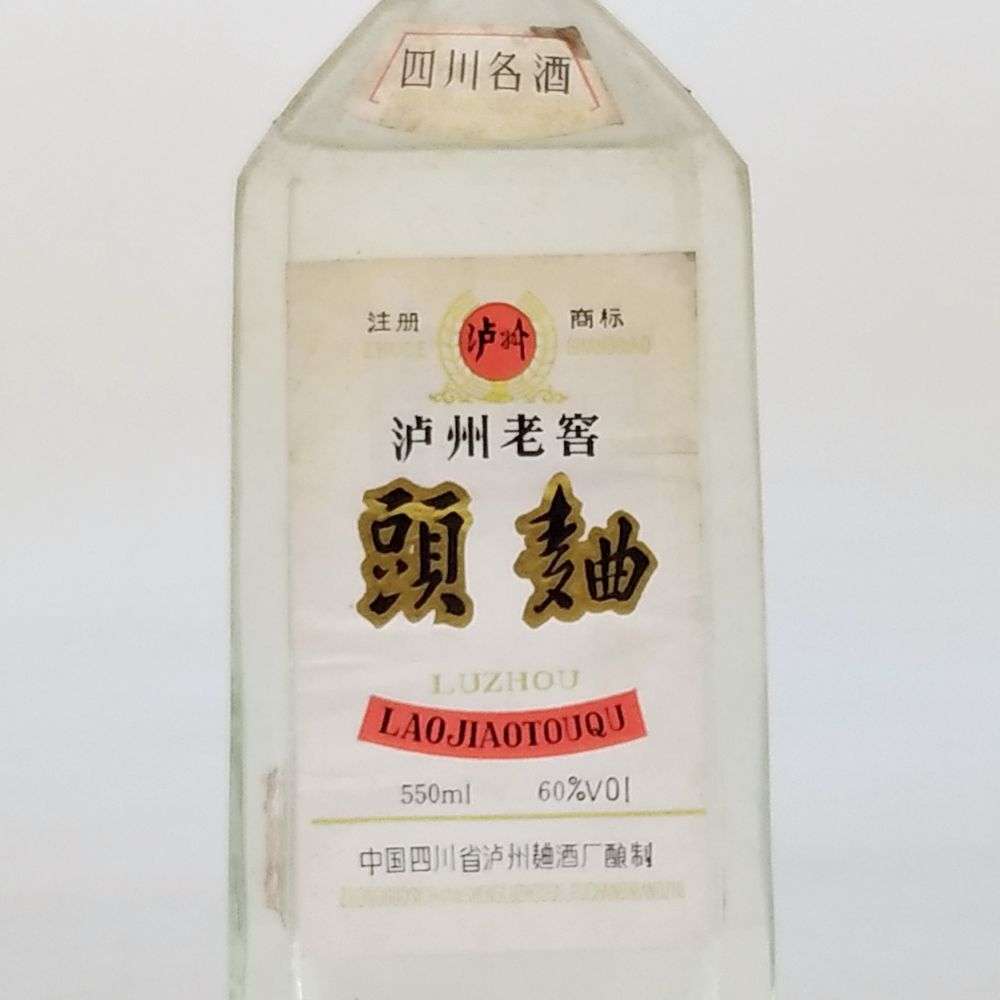 四川名酒
注册 泸州 商标
泸州老窖
頭麯
LUZHOU
LAOJIAOTOUQU
550ml 60%VOl
中国四川省泸州麯酒厂酿制